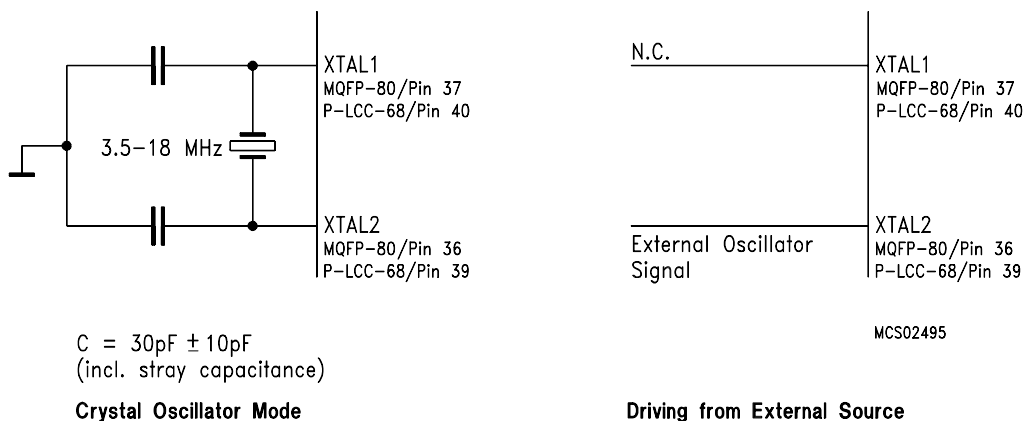 XTAL1
MQFP-80/Pin 37
P-LCC-68/Pin 40
3.5-18 MHz
XTAL2
MQFP-80/Pin 36
P-LCC-68/Pin 39
C = 30pF ± 10pF
(incl. stray capacitance)
Crystal Oscillator Mode
N.C.
XTAL1
MQFP-80/Pin 37
P-LCC-68/Pin 40
XTAL2
External Oscillator
Signal
MQFP-80/Pin 36
P-LCC-68/Pin 39
MCS02495
Driving from External Source